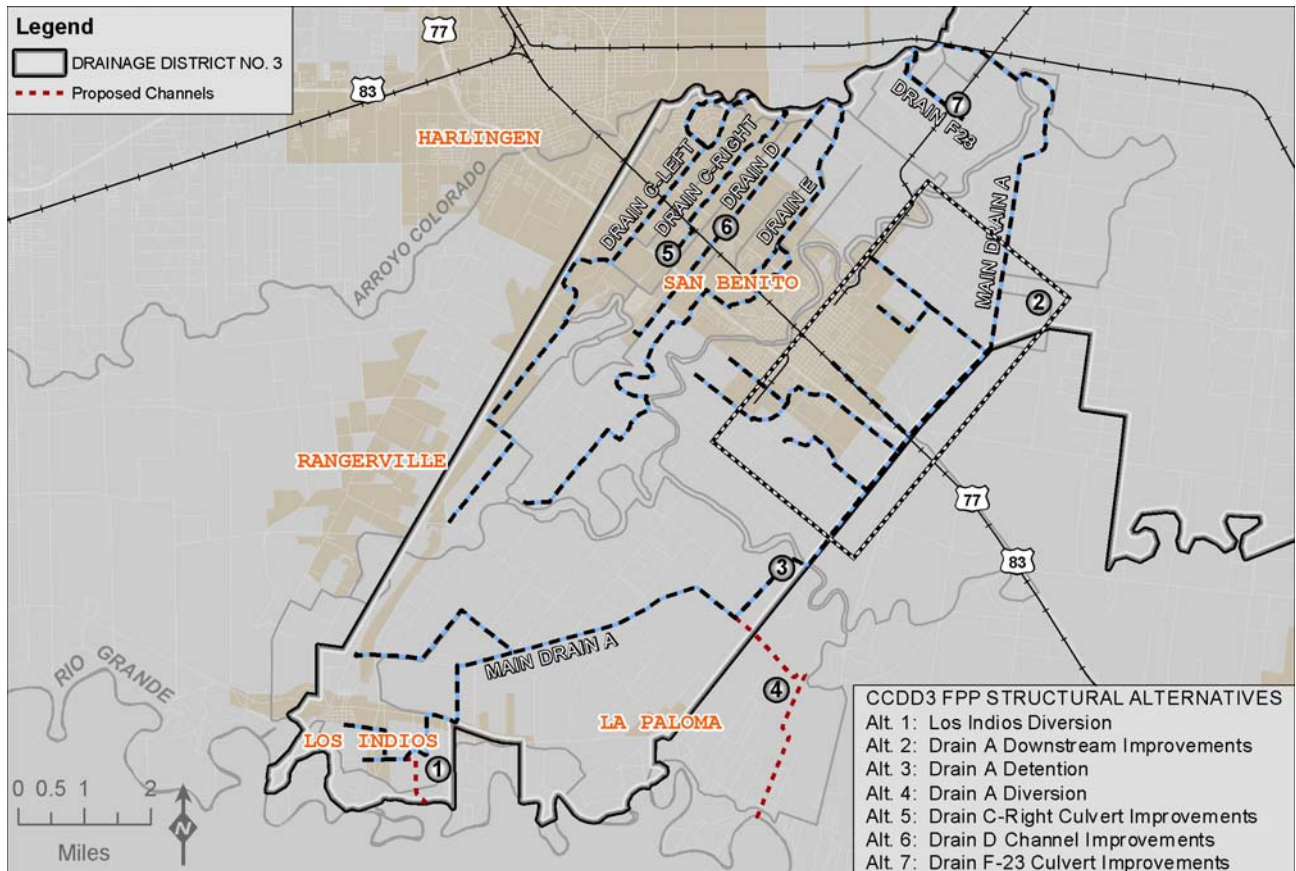 Legend
DRAINAGE DISTRICT NO. 3
Proposed Channels
77
83
HARLINGEN
ARROYO COLORADO
DRAIN C-LEFT
DRAIN C-RIGHT
DRAIN D
DRAIN E
DRAIN F23
7
MAIN DRAIN A
5
6
SAN BENITO
2
RANGERVILLE
77
83
3
MAIN DRAIN A
RIO GRANDE
4
LA PALOMA
LOS INDIOS
1
0 0.5 1 2
N
Miles
CCDD3 FPP STRUCTURAL ALTERNATIVES
Alt. 1: Los Indios Diversion
Alt. 2: Drain A Downstream Improvements
Alt. 3: Drain A Detention
Alt. 4: Drain A Diversion
Alt. 5: Drain C-Right Culvert Improvements
Alt. 6: Drain D Channel Improvements
Alt. 7: Drain F-23 Culvert Improvements